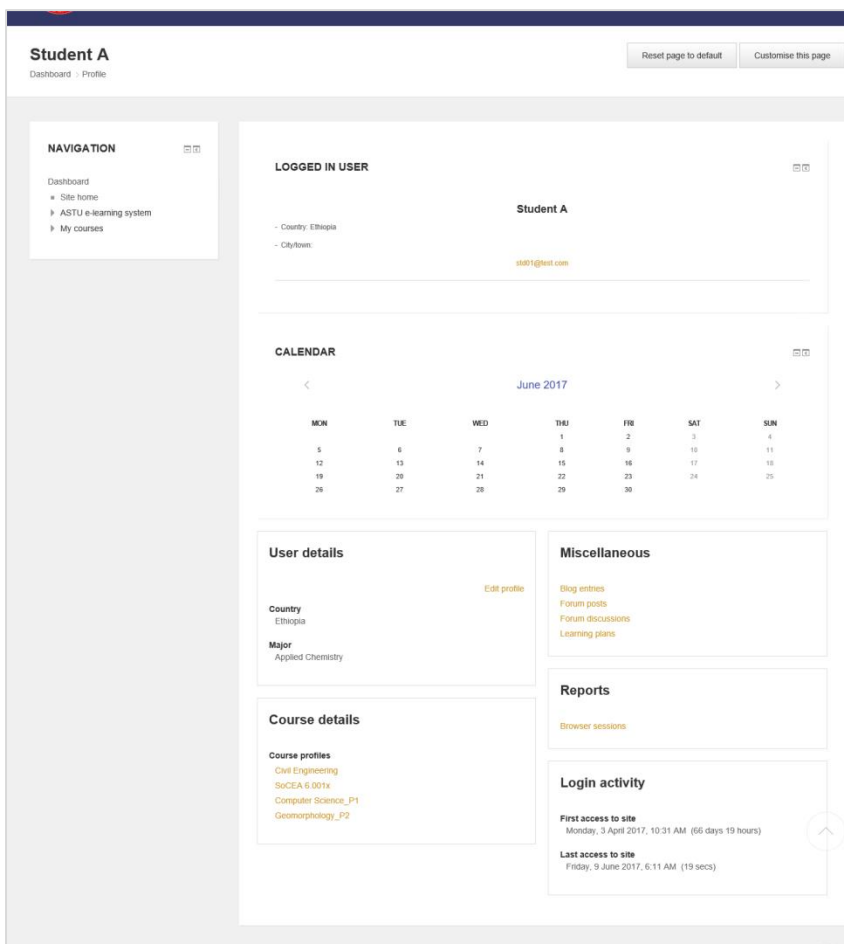 Student A
Reset page to default
Customise this page
Dashboard
Profile
NAVIGATION
Dashboard
Site home
ASTU e-learning system
My courses
LOGGED IN USER
Student A
- Country: Ethiopia
- City/town:
std01@test.com
CALENDAR
June 2017
MON TUE WED THU FRI SAT SUN
1 2 3 4
5 6 7 8 9 10 11
12 13 14 15 16 17 18
19 20 21 22 23 24 25
26 27 28 29 30
User details
Edit profile
Country
Ethiopia
Major
Applied Chemistry
Course details
Course profiles
Civil Engineering
SoCEA 6.001x
Computer Science_P1
Geomorphology_P2
Miscellaneous
Blog entries
Forum posts
Forum discussions
Learning plans
Reports
Browser sessions
Login activity
First access to site
Monday, 3 April 2017, 10:31 AM (66 days 19 hours)
Last access to site
Friday, 9 June 2017, 6:11 AM (19 secs)